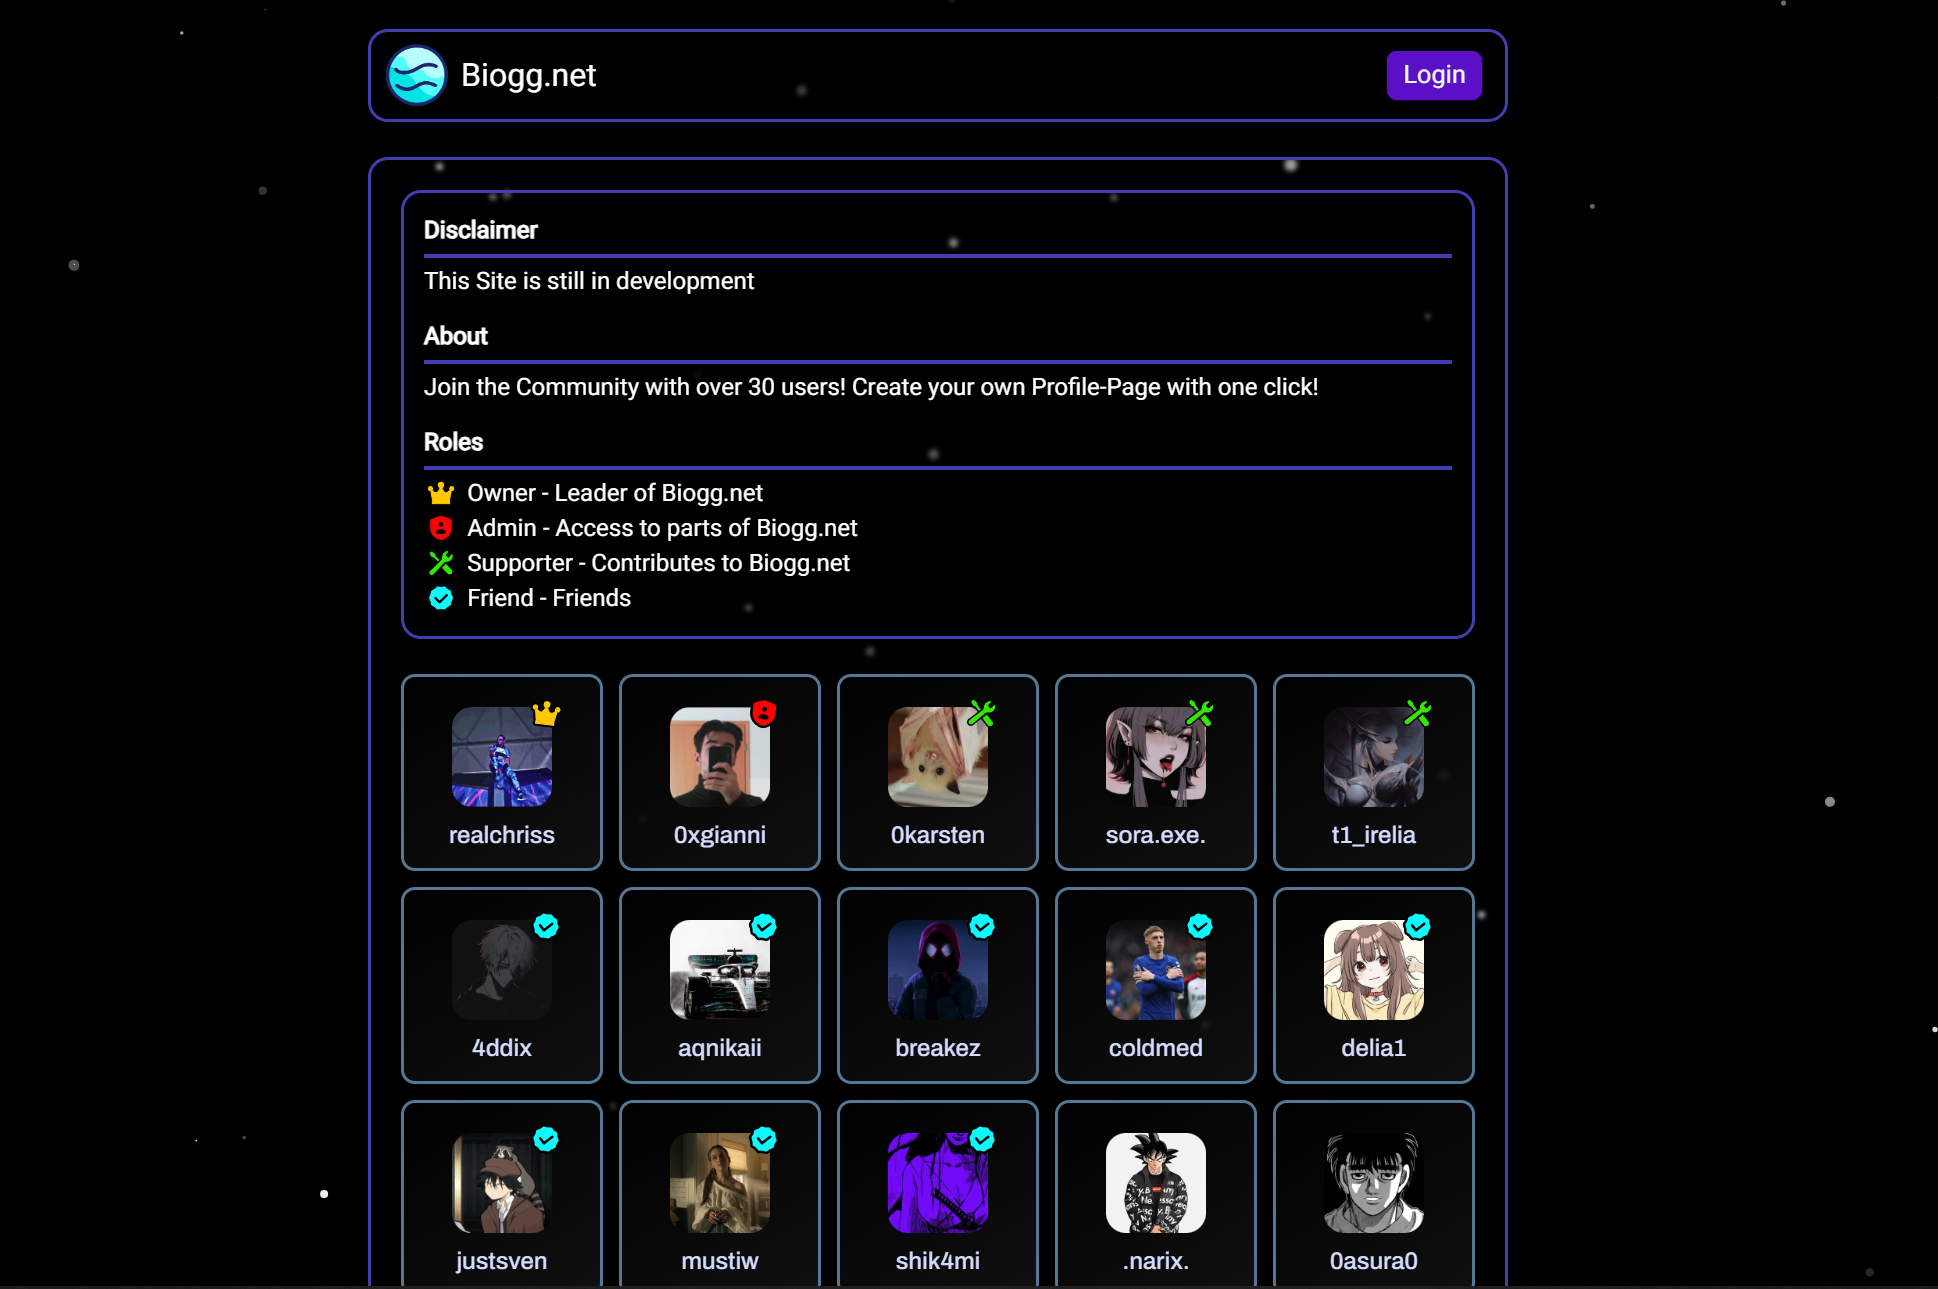 Biogg.net
Login
Disclaimer
This Site is still in development
About
Join the Community with over 30 users! Create your own Profile-Page with one click!
Roles
Owner - Leader of Biogg.net
Admin - Access to parts of Biogg.net
Supporter - Contributes to Biogg.net
Friend - Friends
realchriss
0xgianni
0karsten
sora.exe.
t1_irelia
4ddix
aqnikaii
breakez
coldmed
delia1
justsven
mustiw
shik4mi
.narix.
0asura0